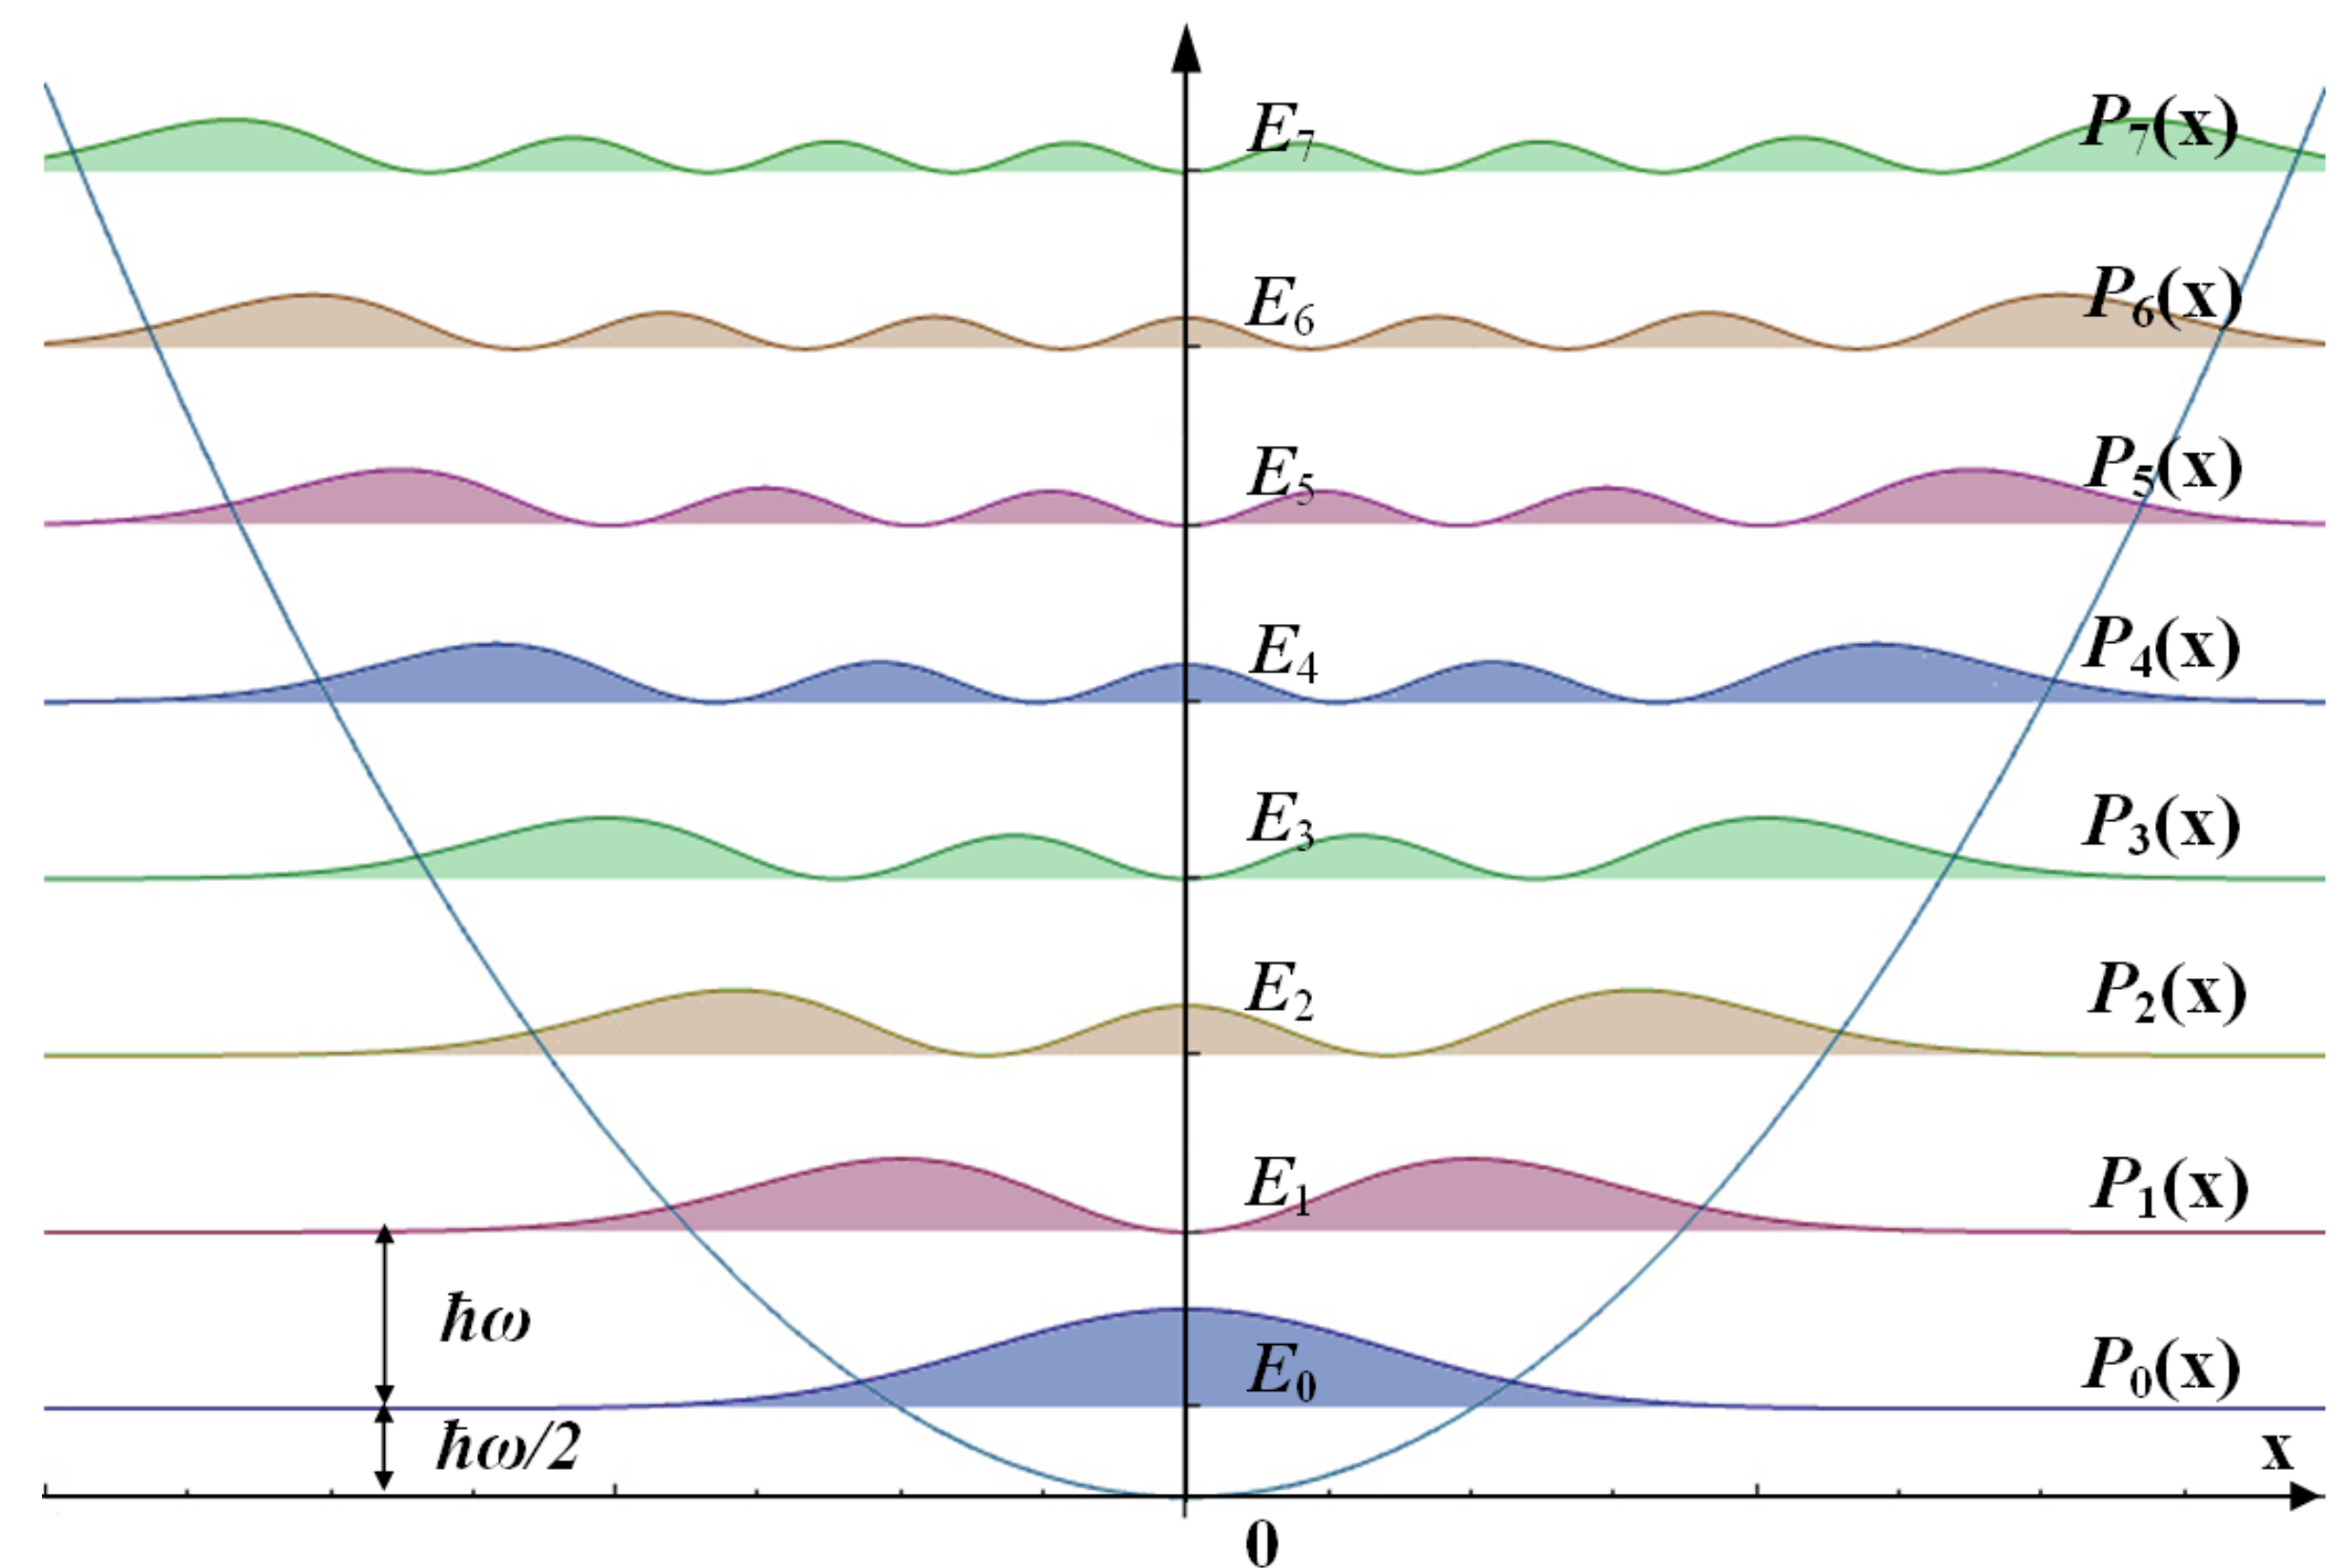 E₇ P₇(x)
E₆ P₆(x)
E₅ P₅(x)
E₄ P₄(x)
E₃ P₃(x)
E₂ P₂(x)
E₁ P₁(x)
ħω
E₀ P₀(x)
ħω/2 x
0